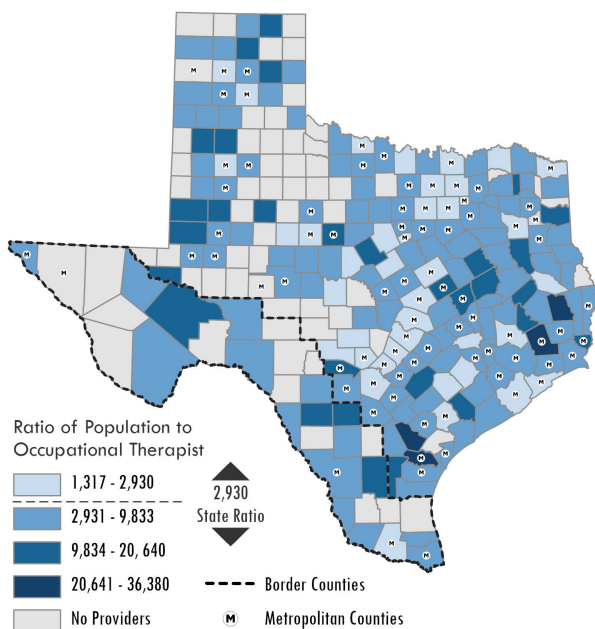 Ratio of Population to
Occupational Therapist
1,317 - 2,930
2,931 - 9,833
9,834 - 20, 640
20,641 - 36,380
No Providers
2,930
State Ratio
Border Counties
M Metropolitan Counties